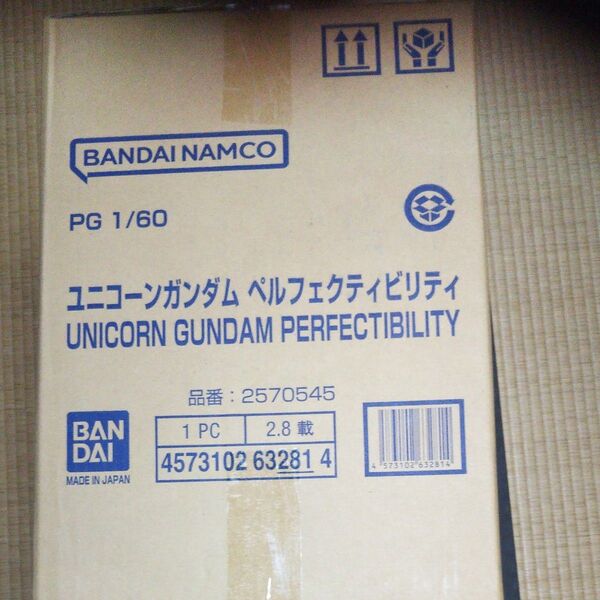 BANDAI NAMCO
PG 1/60
ユニコーンガンダム ペルフェクティビリティ
UNICORN GUNDAM PERFECTIBILITY
品番：2570545
BAN
DAI
MADE IN JAPAN
1 PC 2.8 載
4573102 63281 4
4 573102 632814